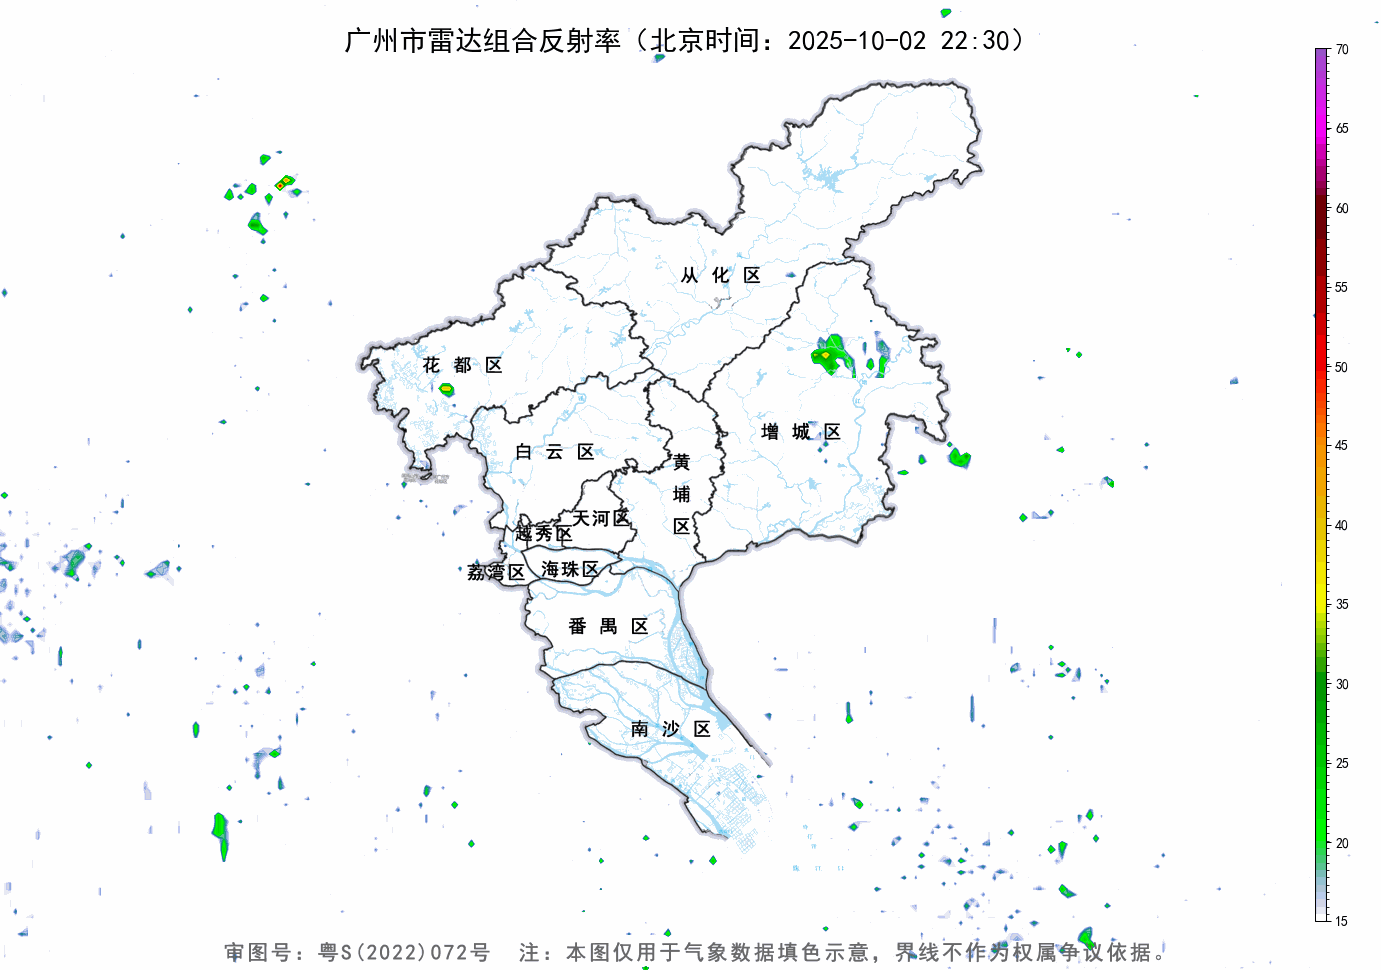 广州市雷达组合反射率（北京时间：2025-10-02 22:30）
70
65
60
55
50
45
40
35
30
25
20
15
从化区
花都区
增城区
白云区
黄埔区
天河区
越秀区
荔湾区
海珠区
番禺区
南沙区
审图号：粤S(2022)072号 注：本图仅用于气象数据填色示意，界线不作为权属争议依据。